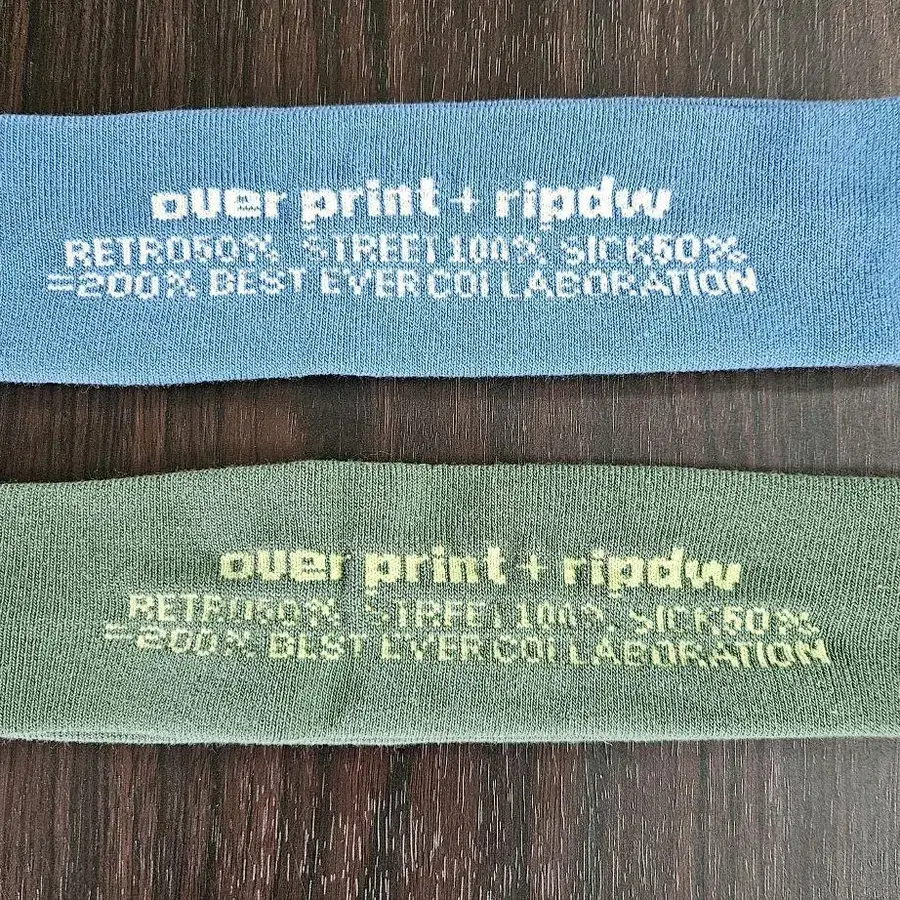 over print + ripdw
RETRO50% STREET100% SICK50%
=200% BEST EVER COLLABORATION
over print + ripdw
RETRO50% STREET100% SICK50%
=200% BEST EVER COLLABORATION